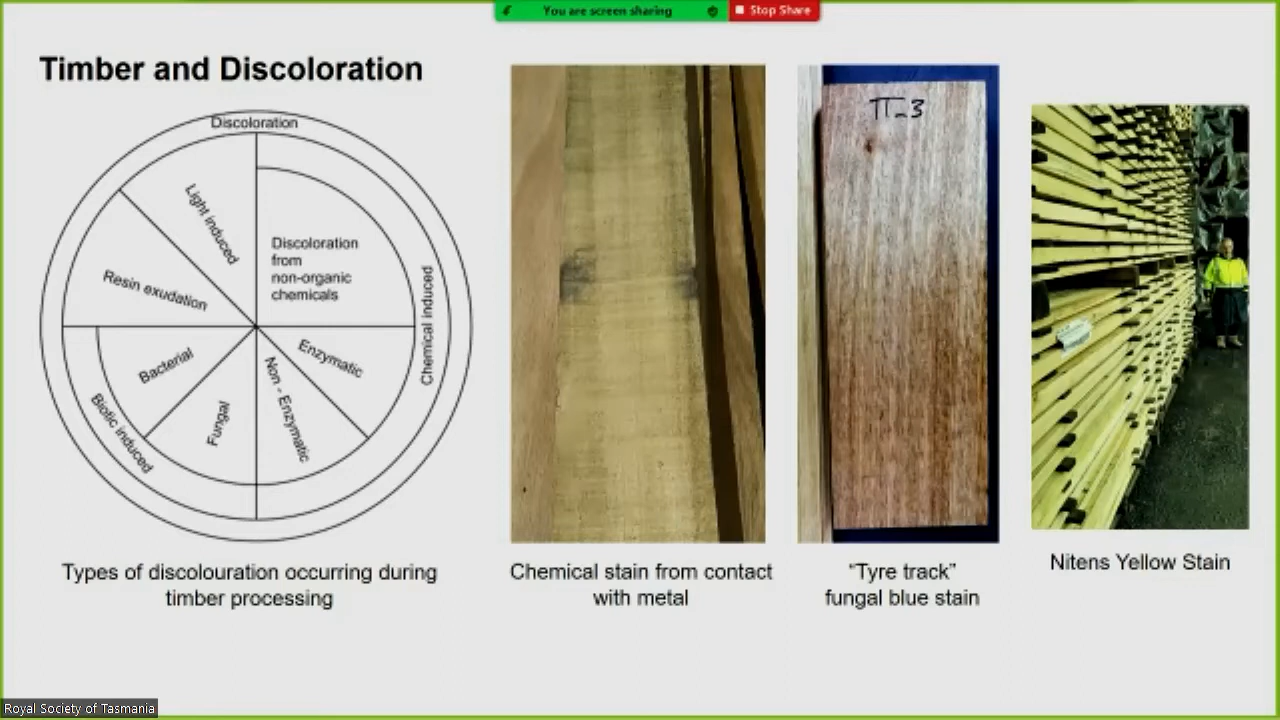 You are screen sharing
Stop Share
Timber and Discoloration
Discoloration
Light induced
Discoloration
from
non-organic
chemicals
Resin exudation
Chemical induced
Enzymatic
Bacterial
Non - Enzymatic
Fungal
Biotic induced
Types of discolouration occurring during
timber processing
Chemical stain from contact
with metal
“Tyre track”
fungal blue stain
Nitens Yellow Stain
Royal Society of Tasmania